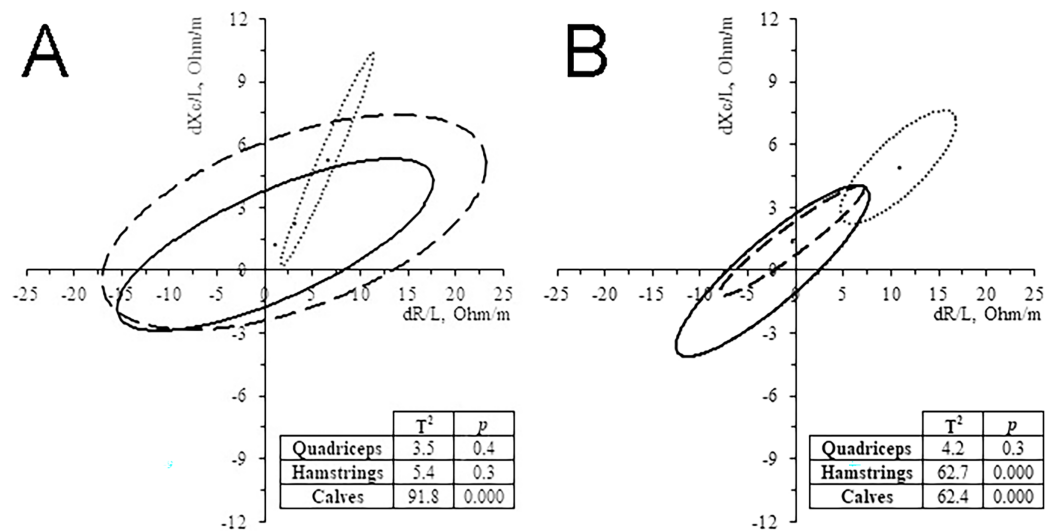 A
dXc/L, Ohm/m
12
9
6
3
0
-3
-6
-9
-12
-25 -20 -15 -10 -5 0 5 10 15 20 25
dR/L, Ohm/m
T² p
Quadriceps 3.5 0.4
Hamstrings 5.4 0.3
Calves 91.8 0.000
B
dXc/L, Ohm/m
12
9
6
3
0
-3
-6
-9
-12
-25 -20 -15 -10 -5 0 5 10 15 20 25
dR/L, Ohm/m
T² p
Quadriceps 4.2 0.3
Hamstrings 62.7 0.000
Calves 62.4 0.000